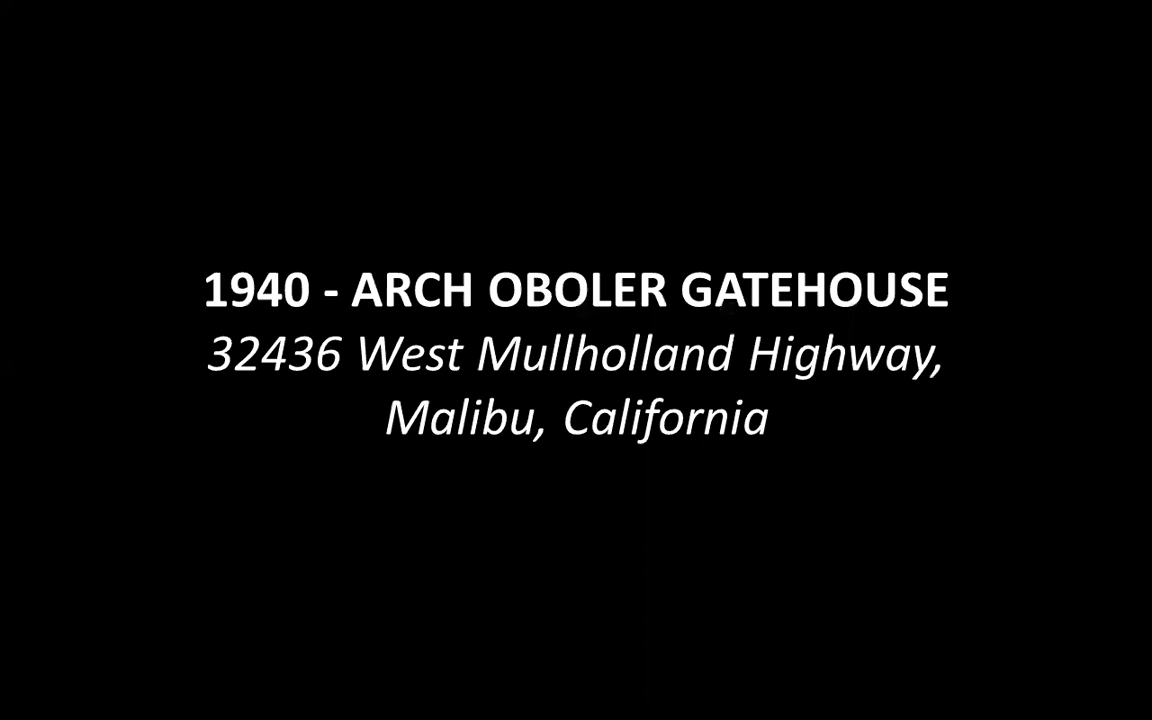 1940 - ARCH OBOLER GATEHOUSE
32436 West Mullholland Highway,
Malibu, California